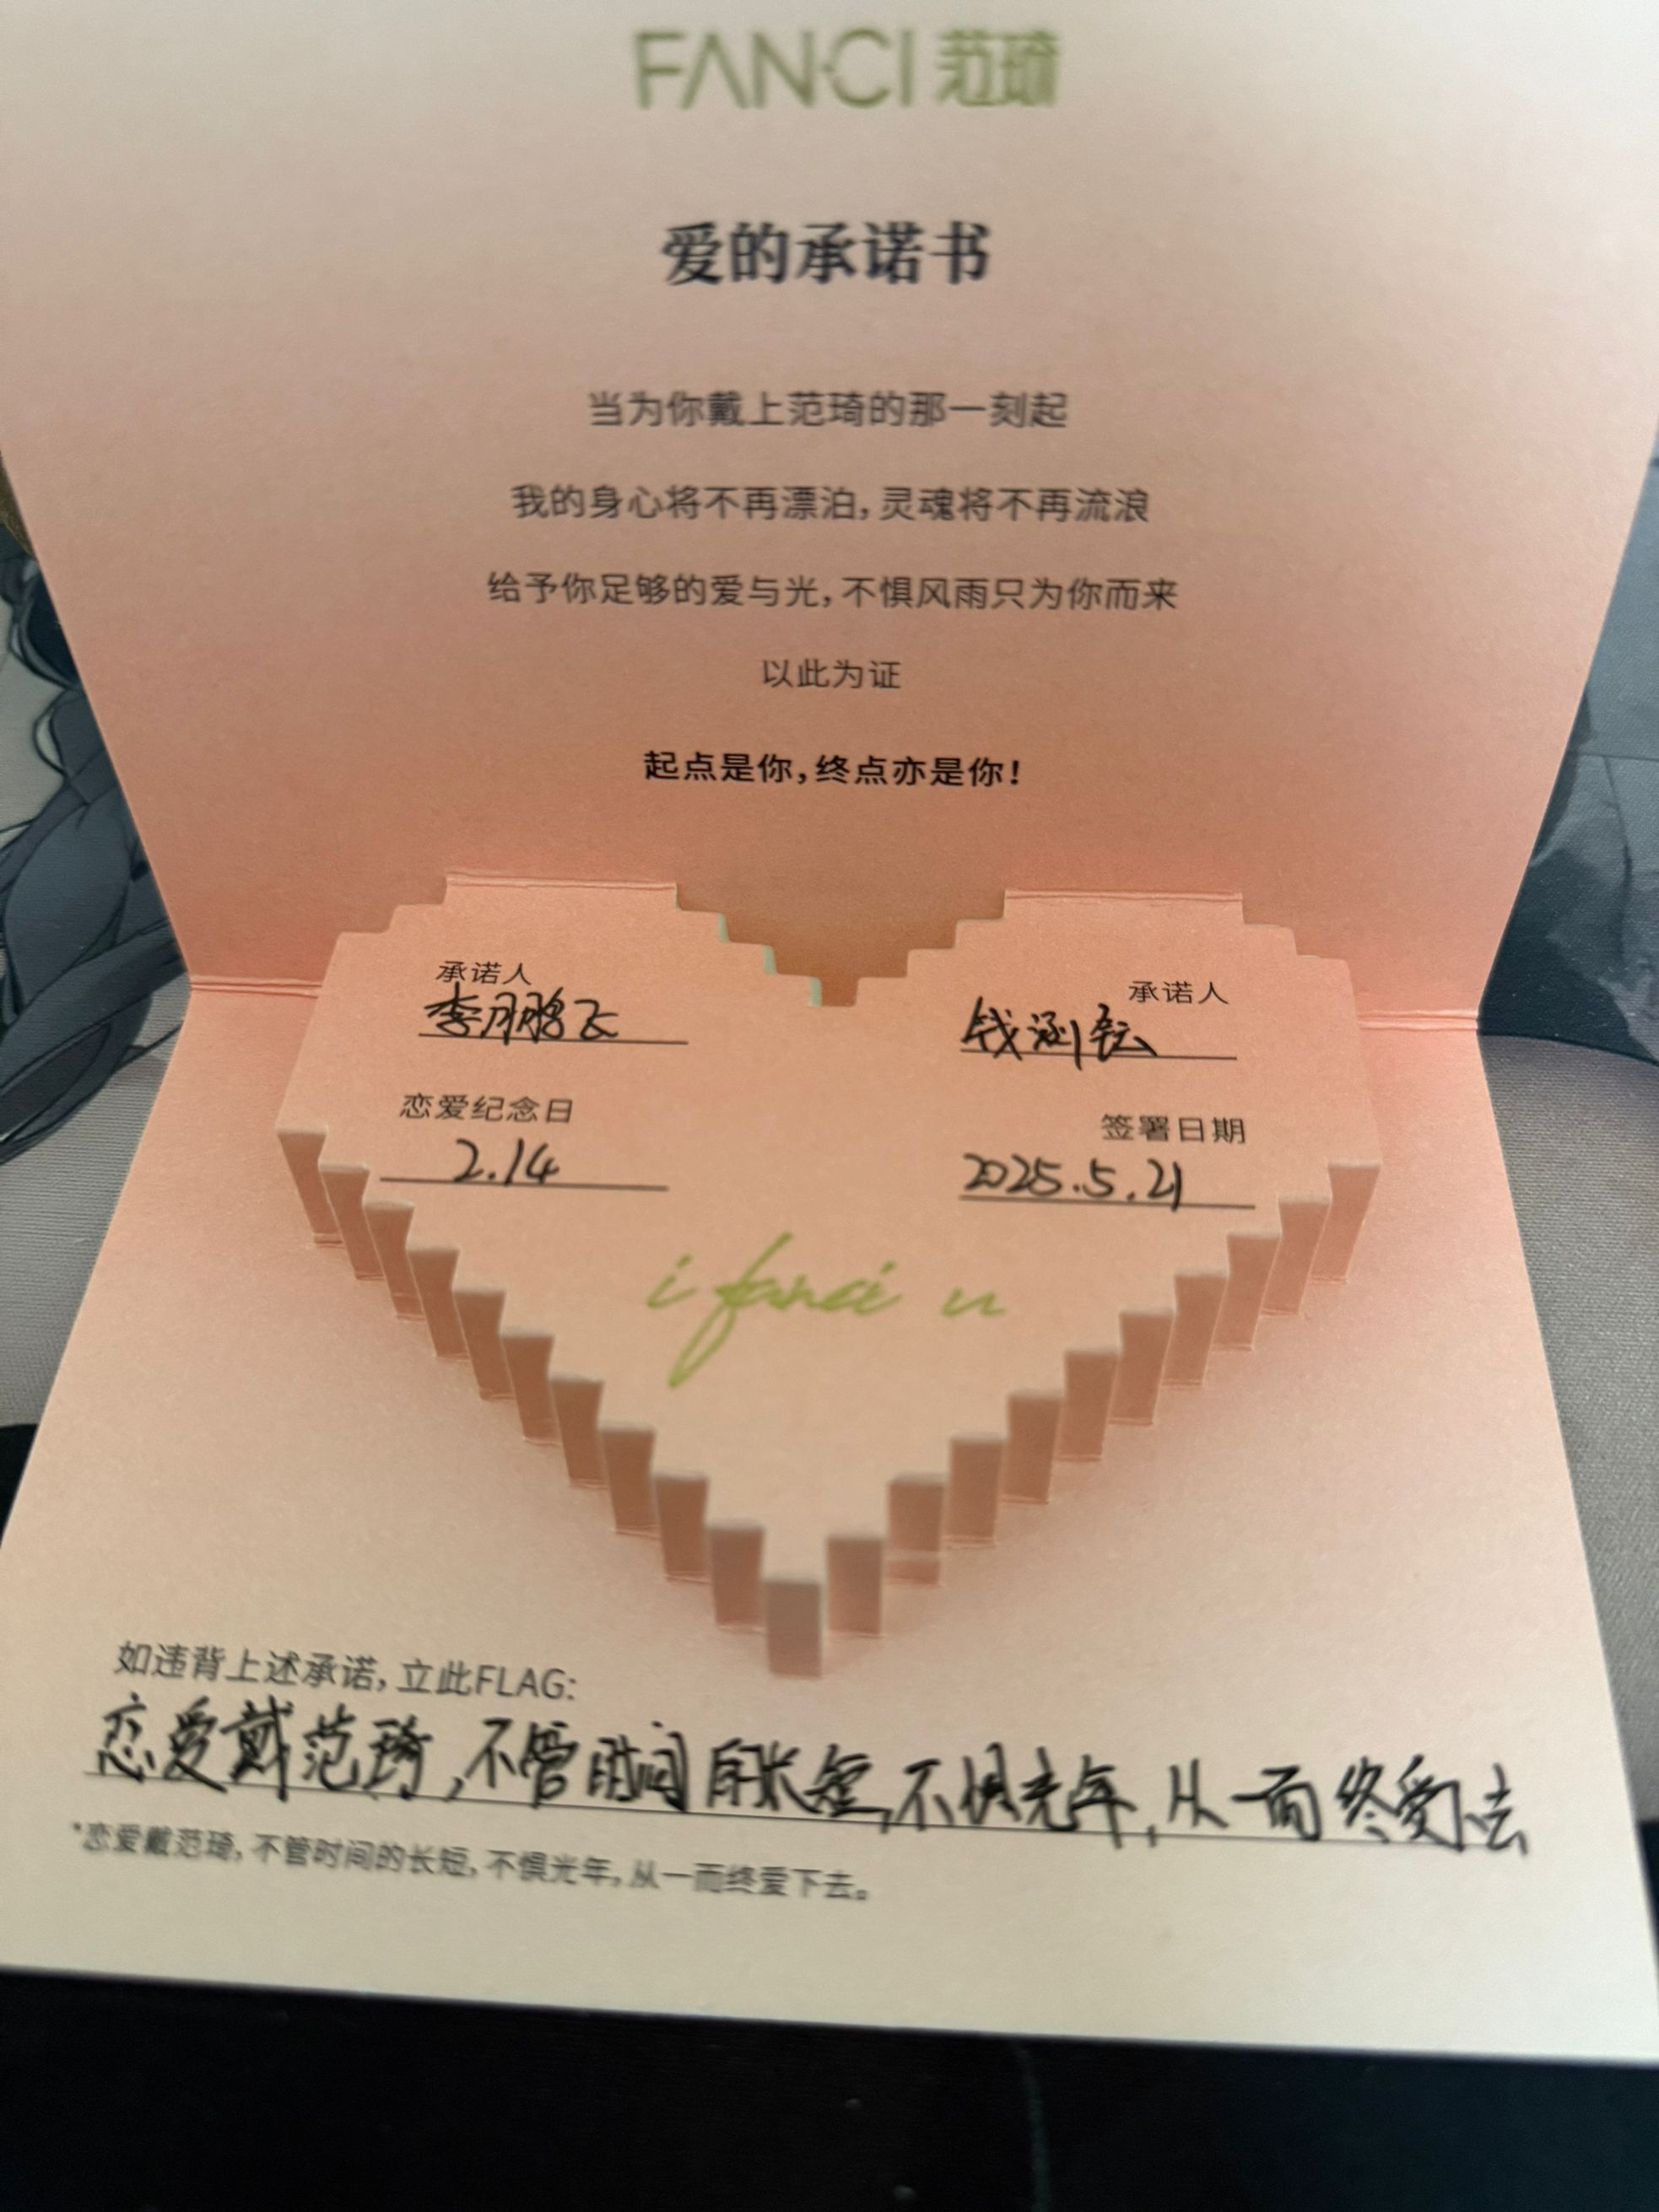 FANCI 范琦
爱的承诺书
当为你戴上范琦的那一刻起
我的身心将不再漂泊,灵魂将不再流浪
给予你足够的爱与光,不惧风雨只为你而来
以此为证
起点是你,终点亦是你!
承诺人
李鹏飞
承诺人
钱
恋爱纪念日
2.14
签署日期
2025.5.21
i fanci u
如违背上述承诺,立此FLAG:
恋爱戴范琦,不管时间的长短,不惧光年,从一而终爱下去
*恋爱戴范琦,不管时间的长短,不惧光年,从一而终爱下去。